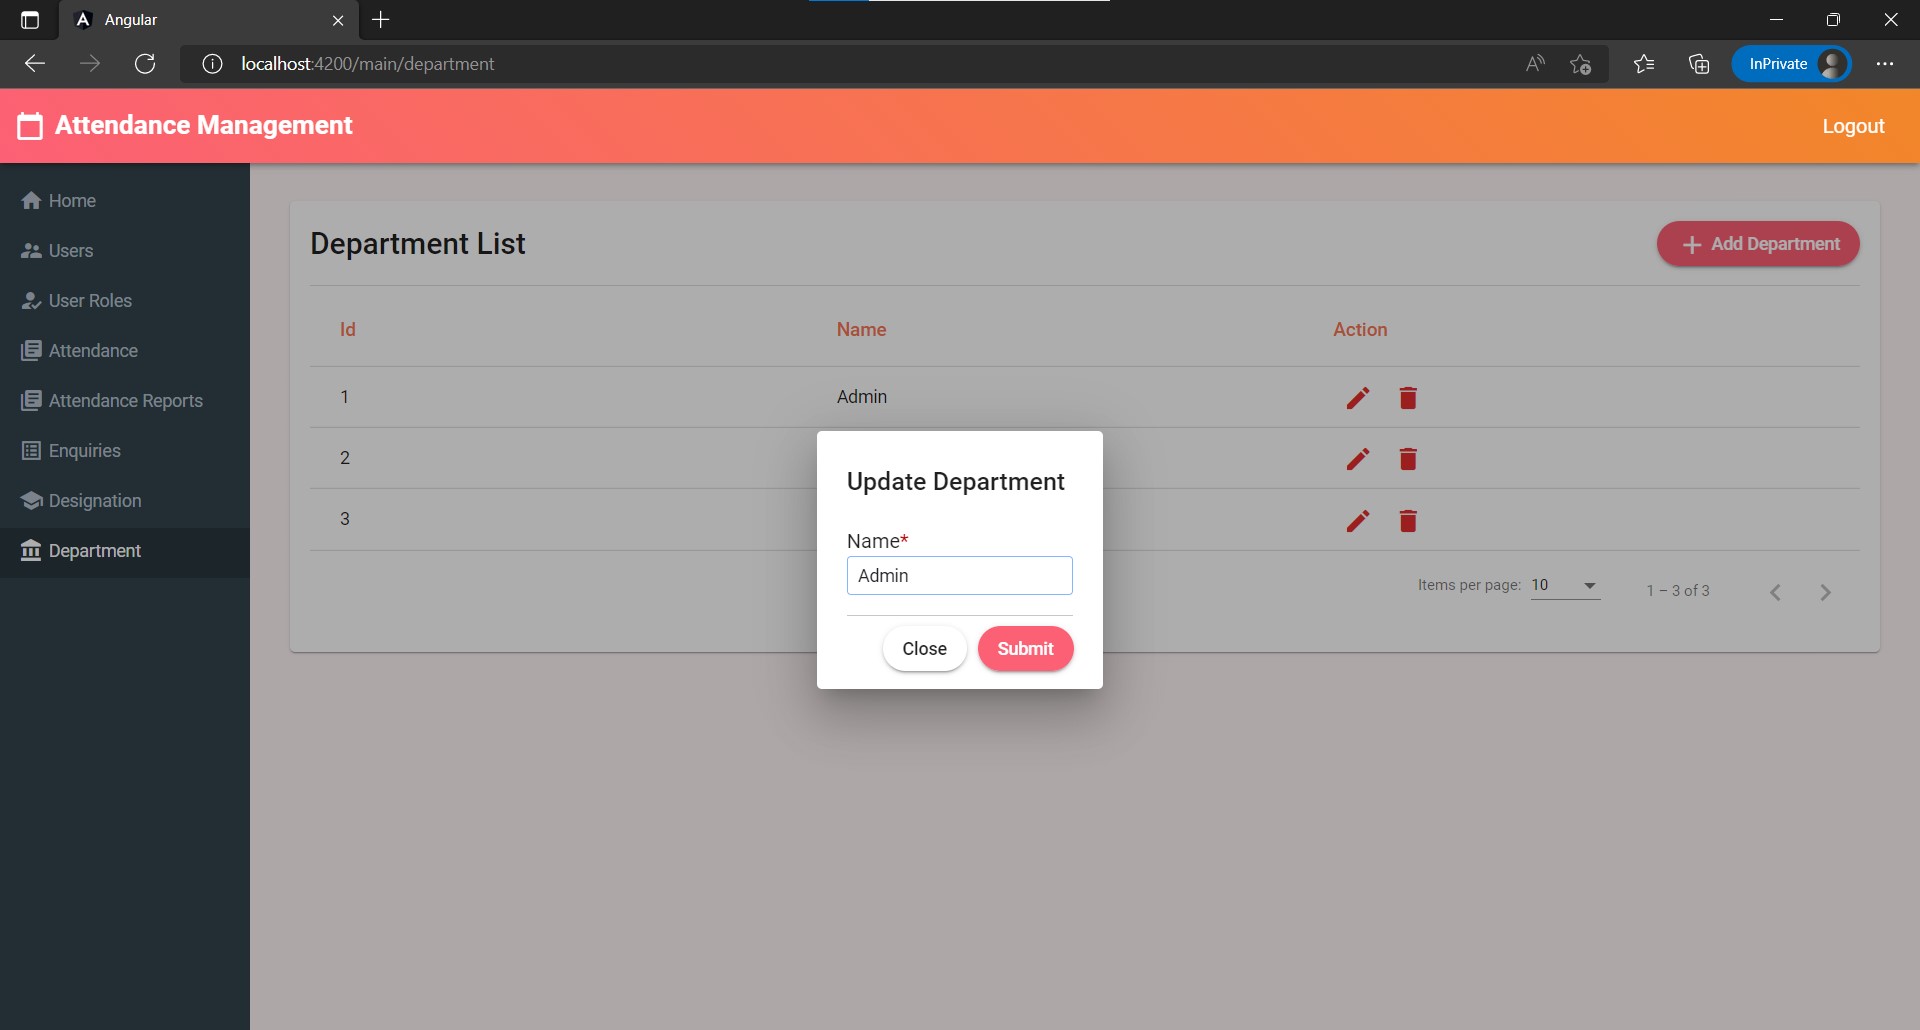 Angular
localhost:4200/main/department
InPrivate
Attendance Management
Logout
Home
Users
User Roles
Attendance
Attendance Reports
Enquiries
Designation
Department
Department List
Add Department
Id Name Action
1 Admin
2
3
Items per page: 10 1 – 3 of 3
Update Department
Name*
Admin
Close Submit